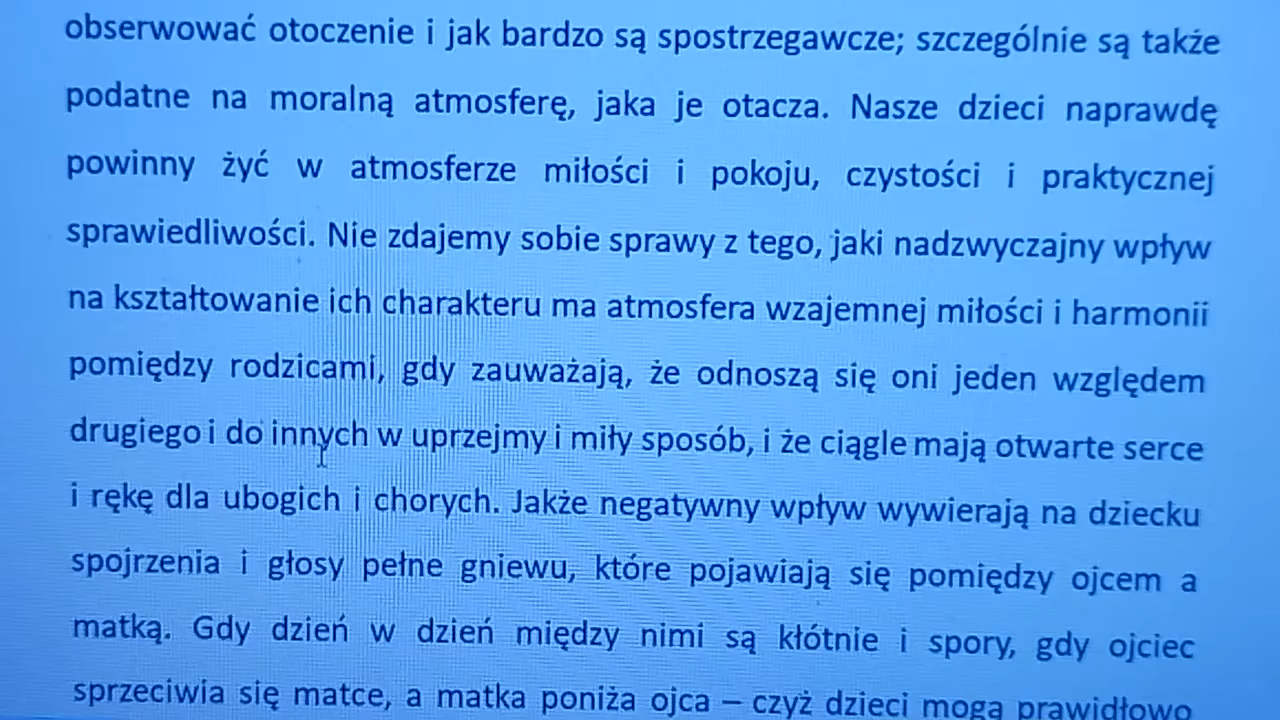 obserwować otoczenie i jak bardzo są spostrzegawcze; szczególnie są także
podatne na moralną atmosferę, jaka je otacza. Nasze dzieci naprawdę
powinny żyć w atmosferze miłości i pokoju, czystości i praktycznej
sprawiedliwości. Nie zdajemy sobie sprawy z tego, jaki nadzwyczajny wpływ
na kształtowanie ich charakteru ma atmosfera wzajemnej miłości i harmonii
pomiędzy rodzicami, gdy zauważają, że odnoszą się oni jeden względem
drugiego i do innych w uprzejmy i miły sposób, i że ciągle mają otwarte serce
i rękę dla ubogich i chorych. Jakże negatywny wpływ wywierają na dziecku
spojrzenia i głosy pełne gniewu, które pojawiają się pomiędzy ojcem a
matką. Gdy dzień w dzień między nimi są kłótnie i spory, gdy ojciec
sprzeciwia się matce, a matka poniża ojca – czyż dzieci mogą prawidłowo